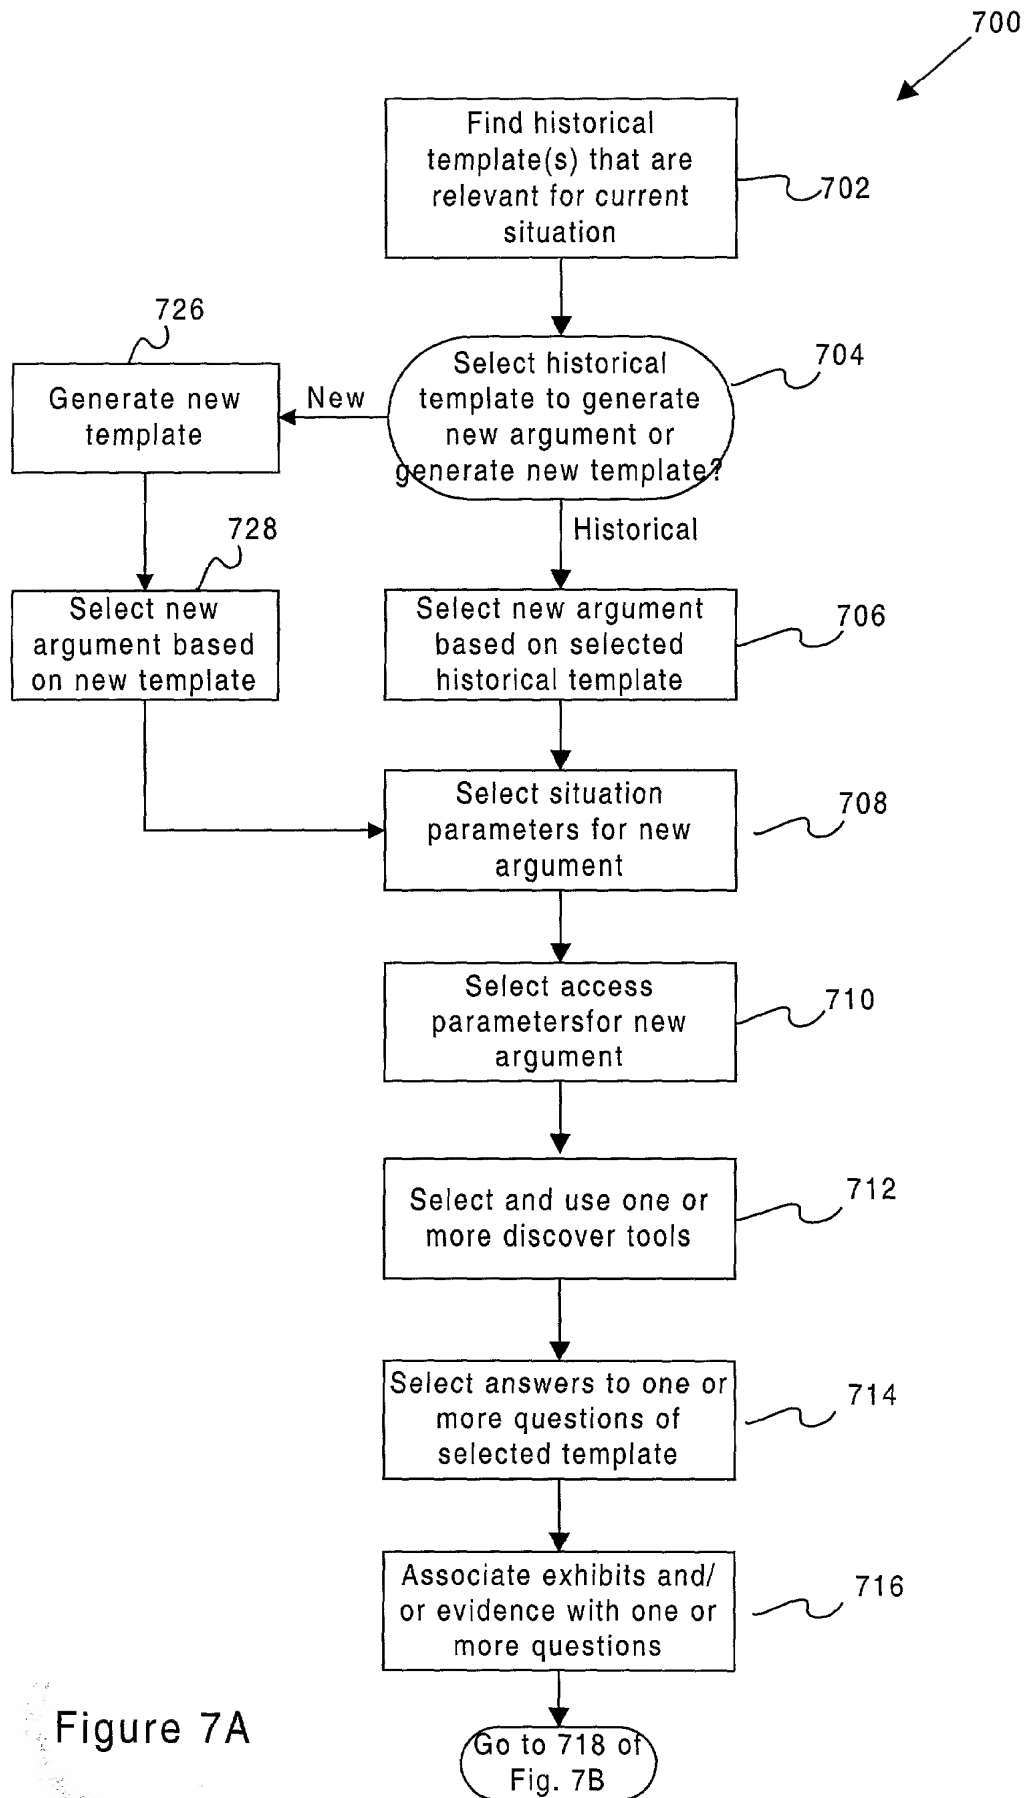 700
Find historical
template(s) that are
relevant for current
situation
702
726
Select historical
template to generate
new argument or
generate new template?
704
Generate new
template
New
Historical
728
Select new
argument based
on new template
Select new argument
based on selected
historical template
706
Select situation
parameters for new
argument
708
Select access
parametersfor new
argument
710
Select and use one or
more discover tools
712
Select answers to one or
more questions of
selected template
714
Associate exhibits and/
or evidence with one or
more questions
716
Figure 7A
Go to 718 of
Fig. 7B